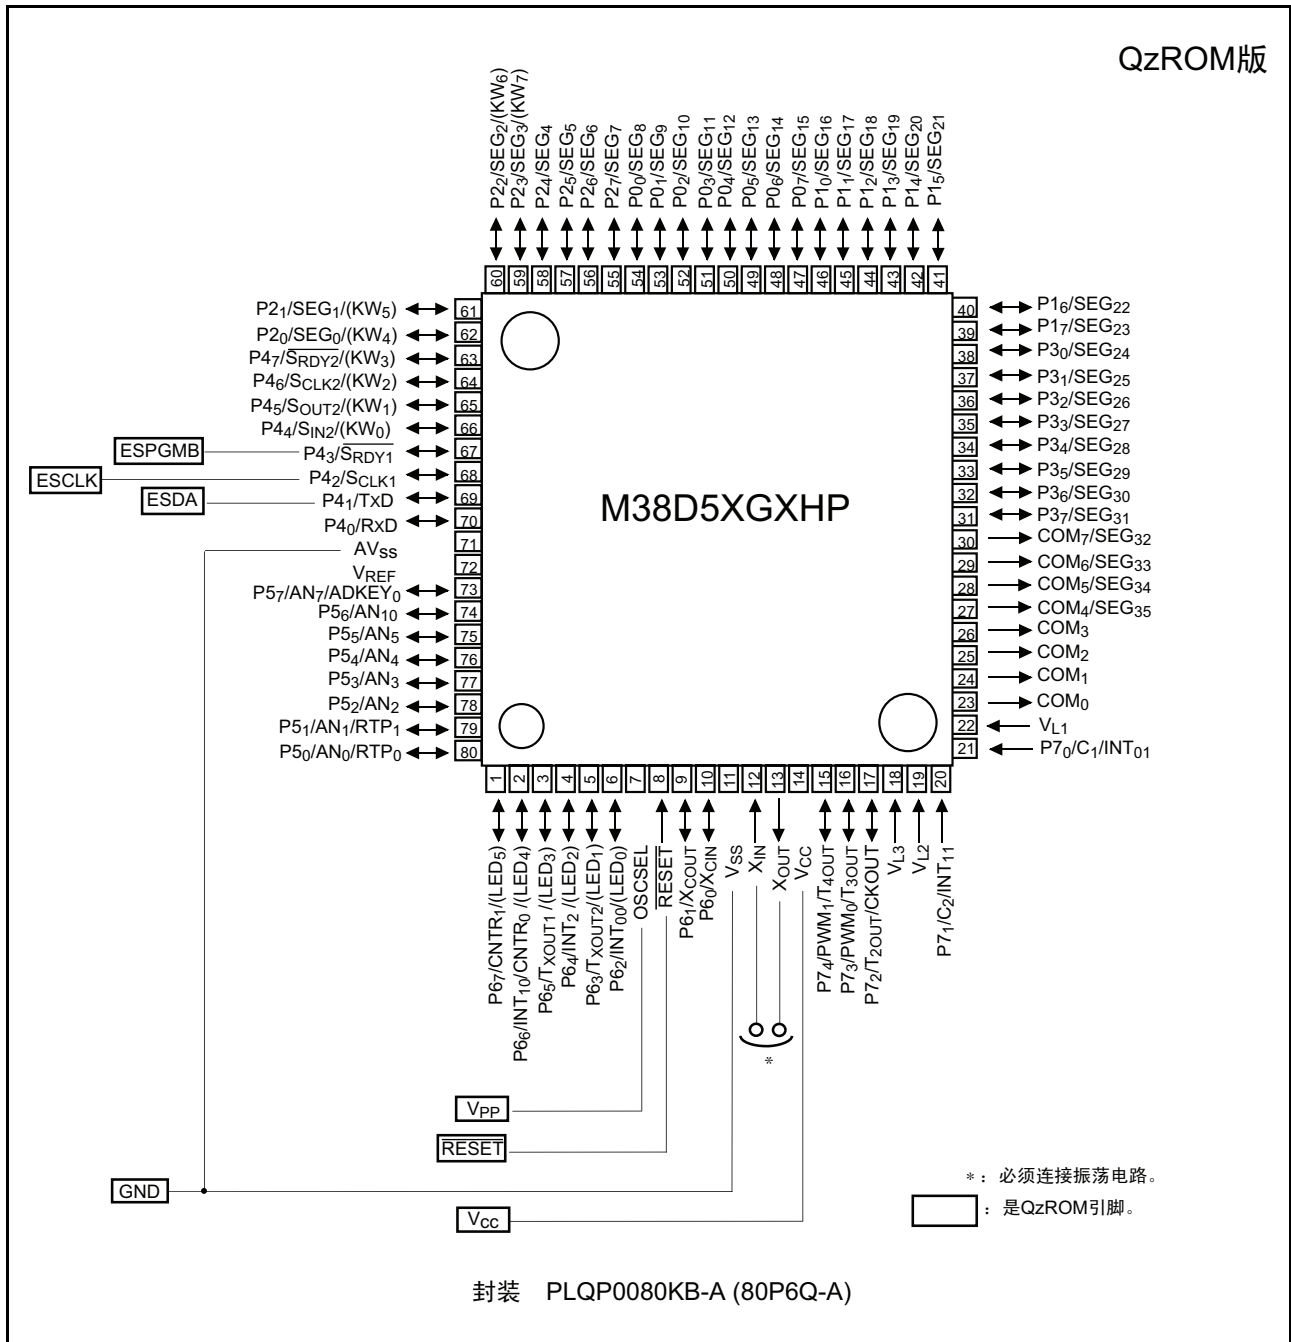 QzROM版
P2₂/SEG₂/(KW₆)
P2₃/SEG₃/(KW₇)
P2₄/SEG₄
P2₅/SEG₅
P2₆/SEG₆
P2₇/SEG₇
P0₀/SEG₈
P0₁/SEG₉
P0₂/SEG₁₀
P0₃/SEG₁₁
P0₄/SEG₁₂
P0₅/SEG₁₃
P0₆/SEG₁₄
P0₇/SEG₁₅
P1₀/SEG₁₆
P1₁/SEG₁₇
P1₂/SEG₁₈
P1₃/SEG₁₉
P1₄/SEG₂₀
P1₅/SEG₂₁
60 59 58 57 56 55 54 53 52 51 50 49 48 47 46 45 44 43 42 41
P2₁/SEG₁/(KW₅) 61
P2₀/SEG₀/(KW₄) 62
P4₇/S̅R̅D̅Y̅2̅/(KW₃) 63
P4₆/SCLK2/(KW₂) 64
P4₅/SOUT2/(KW₁) 65
P4₄/SIN2/(KW₀) 66
ESPGMB P4₃/S̅R̅D̅Y̅1̅ 67
ESCLK P4₂/SCLK1 68
ESDA P4₁/TxD 69
P4₀/RxD 70
AVss 71
VREF 72
P5₇/AN₇/ADKEY₀ 73
P5₆/AN₁₀ 74
P5₅/AN₅ 75
P5₄/AN₄ 76
P5₃/AN₃ 77
P5₂/AN₂ 78
P5₁/AN₁/RTP₁ 79
P5₀/AN₀/RTP₀ 80
M38D5XGXHP
40 P1₆/SEG₂₂
39 P1₇/SEG₂₃
38 P3₀/SEG₂₄
37 P3₁/SEG₂₅
36 P3₂/SEG₂₆
35 P3₃/SEG₂₇
34 P3₄/SEG₂₈
33 P3₅/SEG₂₉
32 P3₆/SEG₃₀
31 P3₇/SEG₃₁
30 COM₇/SEG₃₂
29 COM₆/SEG₃₃
28 COM₅/SEG₃₄
27 COM₄/SEG₃₅
26 COM₃
25 COM₂
24 COM₁
23 COM₀
22 VL1
21 P7₀/C₁/INT₀₁
1 2 3 4 5 6 7 8 9 10 11 12 13 14 15 16 17 18 19 20
P6₇/CNTR₁/(LED₅)
P6₆/INT₁₀/CNTR₀ /(LED₄)
P6₅/TXOUT1 /(LED₃)
P6₄/INT₂ /(LED₂)
P6₃/TXOUT2/(LED₁)
P6₂/INT₀₀/(LED₀)
OSCSEL
R̅E̅S̅E̅T̅
P6₁/XCOUT
P6₀/XCIN
VSS
XIN
XOUT
VCC
P7₄/PWM₁/T4OUT
P7₃/PWM₀/T3OUT
P7₂/T2OUT/CKOUT
VL3
VL2
P7₁/C₂/INT₁₁
*
VPP
R̅E̅S̅E̅T̅
GND
Vcc
*：必须连接振荡电路。
：是QzROM引脚。
封装 PLQP0080KB-A (80P6Q-A)